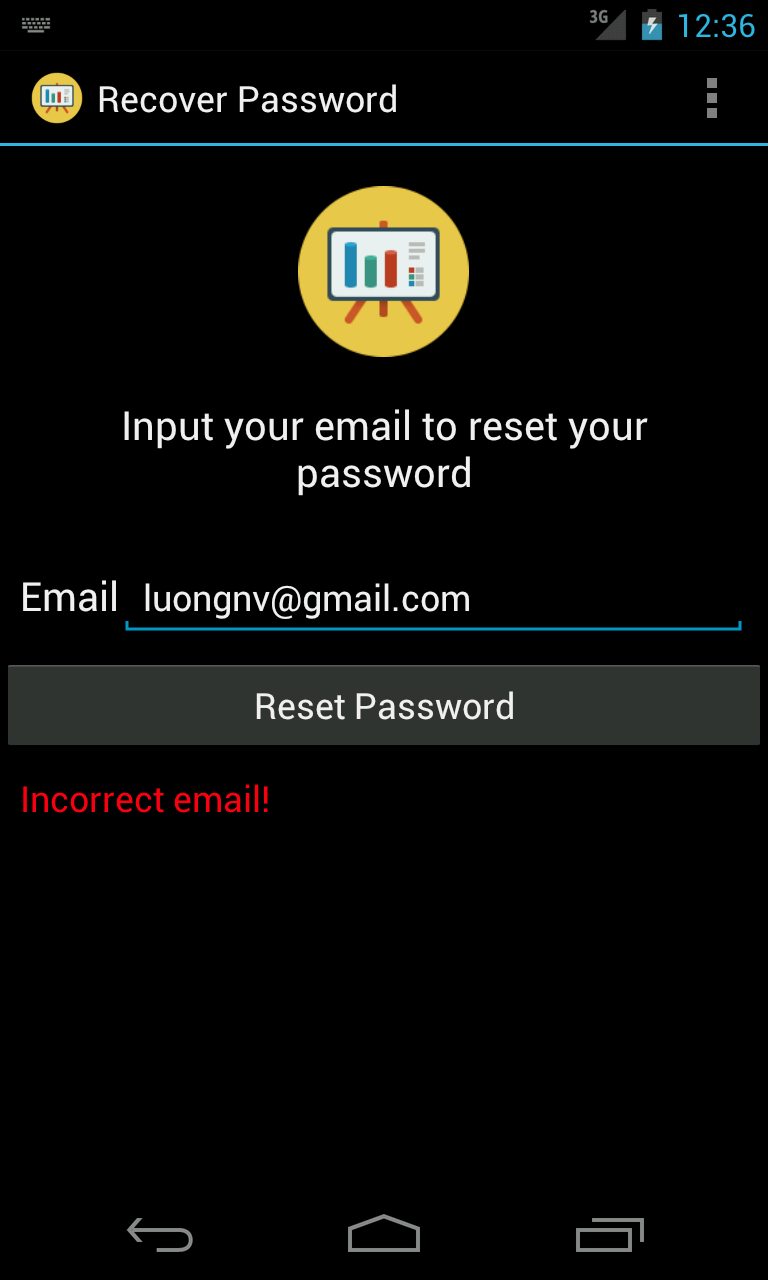 3G 12:36
Recover Password
Input your email to reset your
password
Email luongnv@gmail.com
Reset Password
Incorrect email!